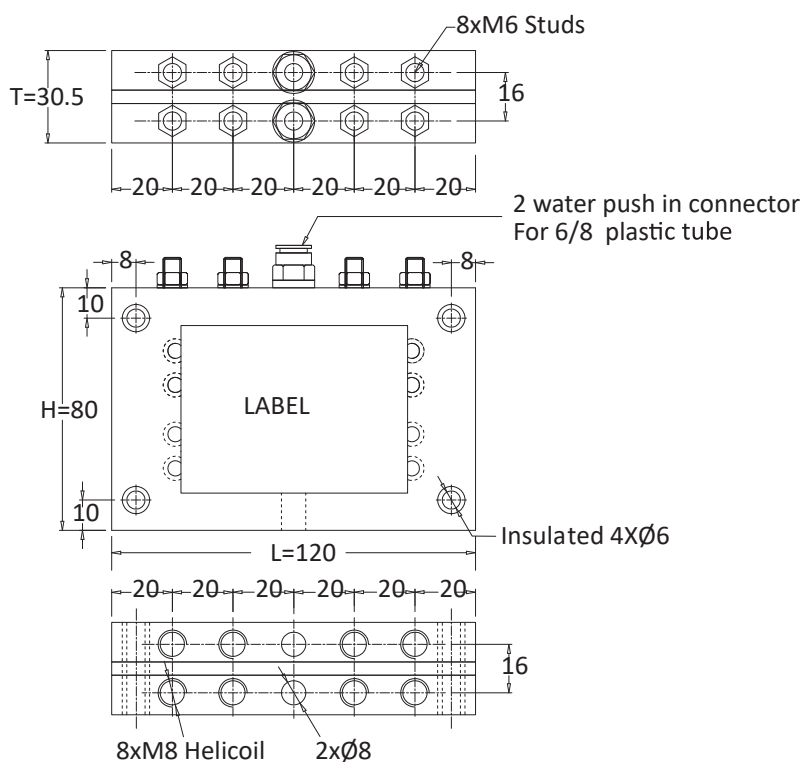 8xM6 Studs
T=30.5
16
20 20 20 20 20 20
2 water push in connector
For 6/8 plastic tube
8 8
10
H=80
LABEL
10
Insulated 4XØ6
L=120
20 20 20 20 20 20
16
8xM8 Helicoil 2xØ8